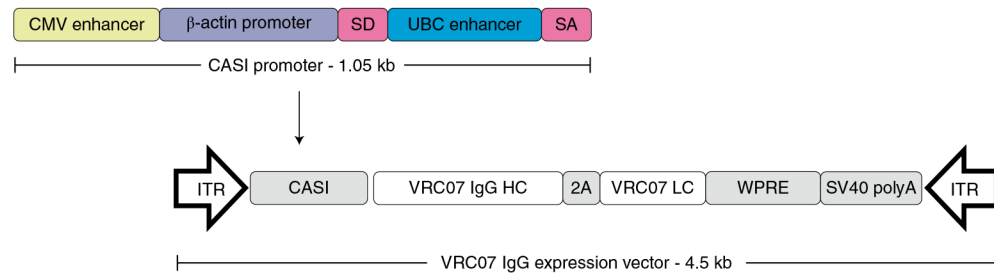 CMV enhancer β-actin promoter SD UBC enhancer SA
CASI promoter - 1.05 kb
ITR CASI VRC07 IgG HC 2A VRC07 LC WPRE SV40 polyA ITR
VRC07 IgG expression vector - 4.5 kb